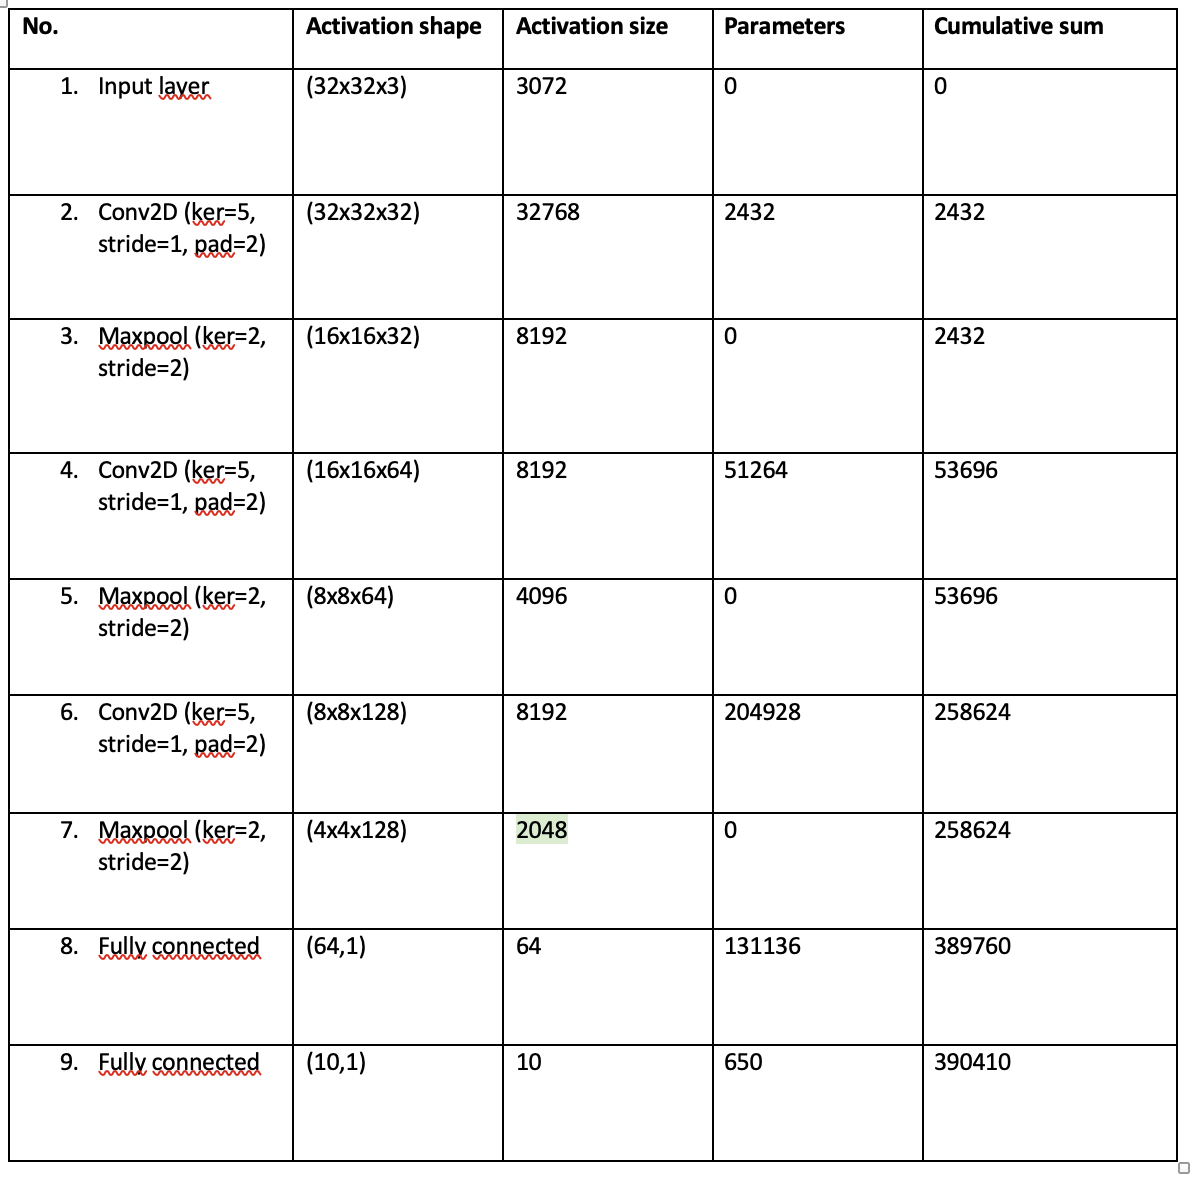 No. Activation shape Activation size Parameters Cumulative sum
1. Input layer (32x32x3) 3072 0 0
2. Conv2D (ker=5, (32x32x32) 32768 2432 2432
stride=1, pad=2)
3. Maxpool (ker=2, (16x16x32) 8192 0 2432
stride=2)
4. Conv2D (ker=5, (16x16x64) 8192 51264 53696
stride=1, pad=2)
5. Maxpool (ker=2, (8x8x64) 4096 0 53696
stride=2)
6. Conv2D (ker=5, (8x8x128) 8192 204928 258624
stride=1, pad=2)
7. Maxpool (ker=2, (4x4x128) 2048 0 258624
stride=2)
8. Fully connected (64,1) 64 131136 389760
9. Fully connected (10,1) 10 650 390410